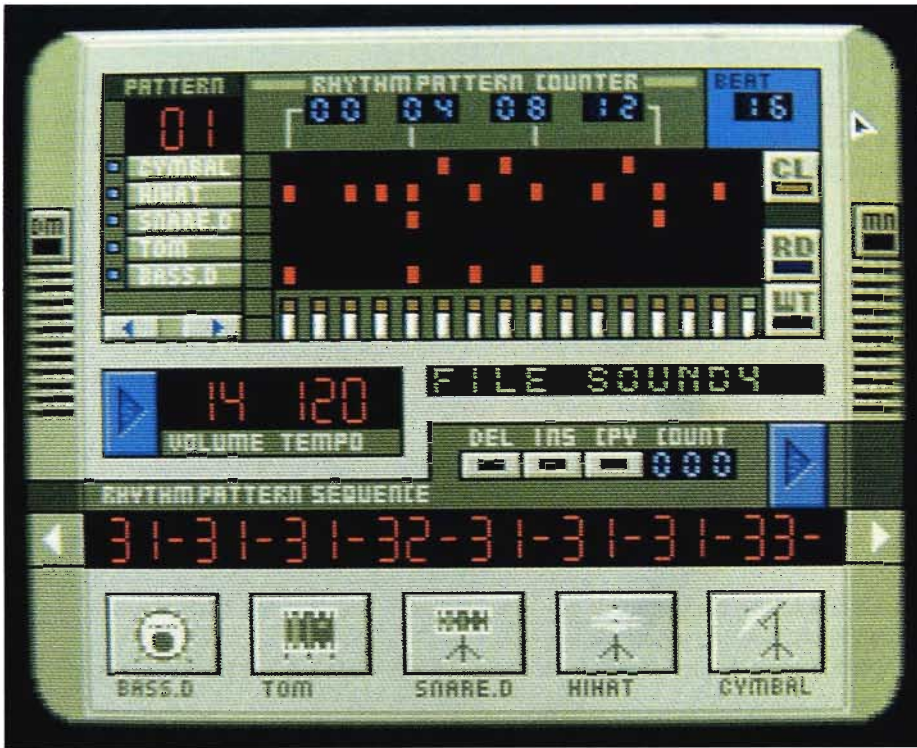 PATTERN
RHYTHM PATTERN COUNTER
BEAT
01
00 04 08 12
16
CYMBAL
CL
HIHAT
SNARE.D
DM
MA
TOM
RD
BASS.D
WT
FILE SOUND4
14 120
VOLUME TEMPO
DEL INS CPY COUNT
000
RHYTHM PATTERN SEQUENCE
31-31-31-32-31-31-31-33-
BASS.D TOM SNARE.D HIHAT CYMBAL